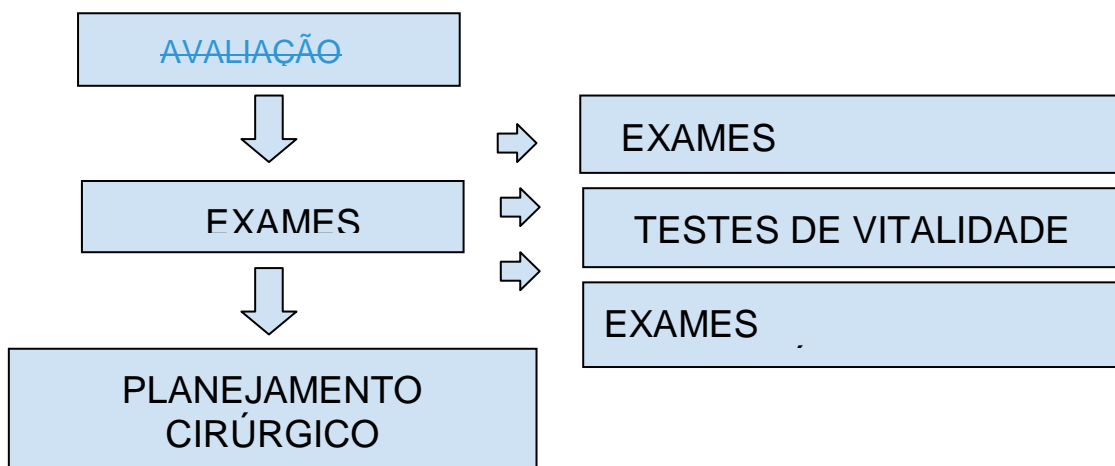 AVALIAÇÃO
EXAMES
EXAMES
TESTES DE VITALIDADE
EXAMES
PLANEJAMENTO
CIRÚRGICO